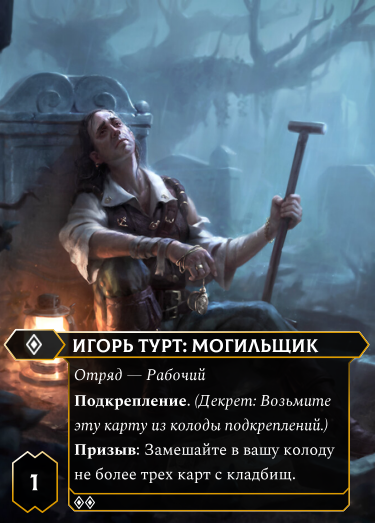 ИГОРЬ ТУРТ: МОГИЛЬЩИК
Отряд — Рабочий
Подкрепление. (Декрет: Возьмите
эту карту из колоды подкреплений.)
Призыв: Замешайте в вашу колоду
не более трех карт с кладбищ.
1